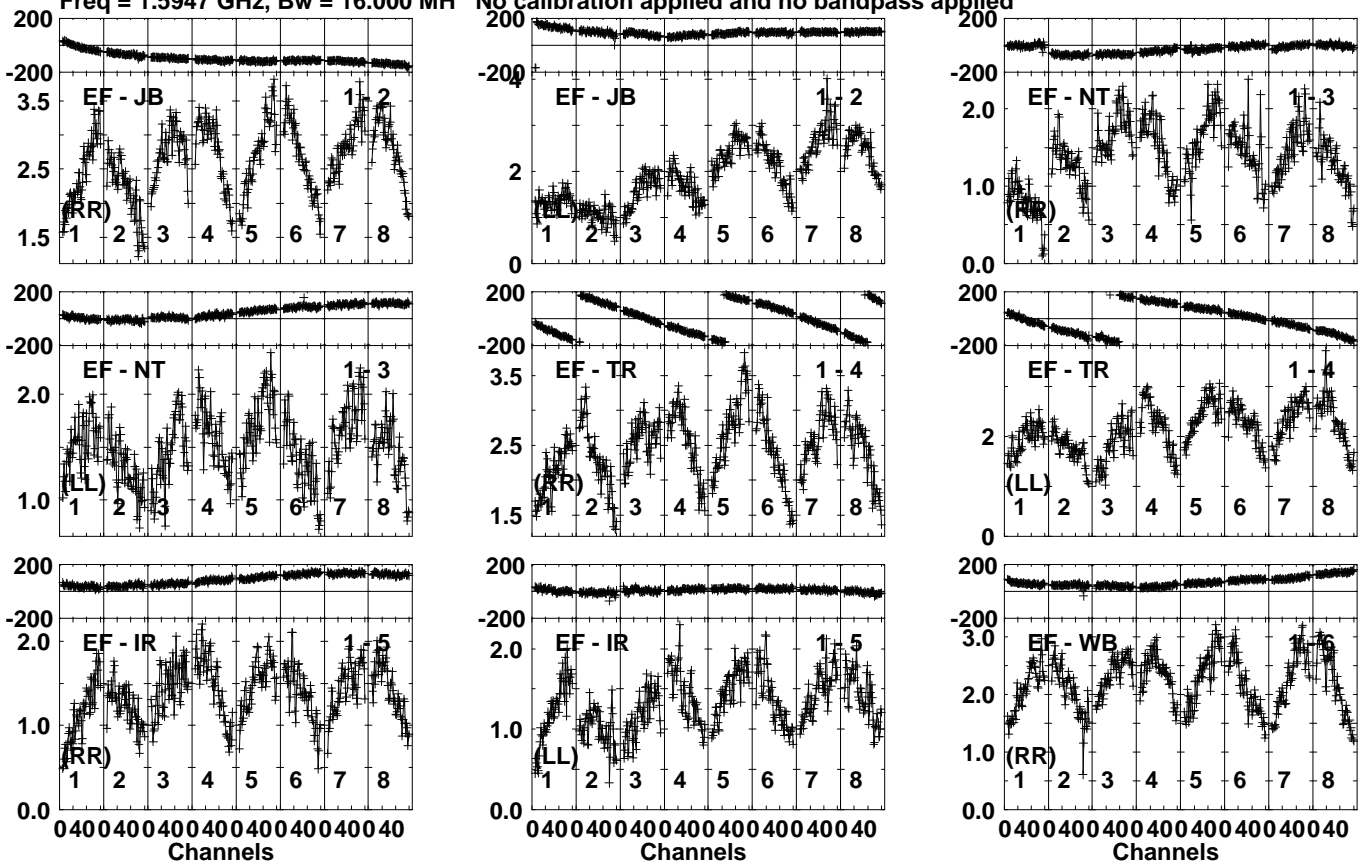 Freq = 1.5947 GHz, Bw = 16.000 MH No calibration applied and no bandpass applied
200
-200
EF - JB 1 - 2
3.5
2.5
1.5
(RR)
1 2 3 4 5 6 7 8
200
-200
4
EF - JB 1 - 2
2
0
(LL)
1 2 3 4 5 6 7 8
200
-200
EF - NT 1 - 3
2.0
1.0
0.0
(RR)
1 2 3 4 5 6 7 8
200
-200
EF - NT 1 - 3
2.0
1.0
(LL)
1 2 3 4 5 6 7 8
200
-200
EF - TR 1 - 4
3.5
2.5
1.5
(RR)
1 2 3 4 5 6 7 8
200
-200
EF - TR 1 - 4
2
0
(LL)
1 2 3 4 5 6 7 8
200
-200
EF - IR 1 - 5
2.0
1.0
0.0
(RR)
1 2 3 4 5 6 7 8
0 40 0 40 0 40 0 40 0 40 0 40 0 40 0 40
Channels
200
-200
EF - IR 1 - 5
2.0
1.0
0.0
(LL)
1 2 3 4 5 6 7 8
0 40 0 40 0 40 0 40 0 40 0 40 0 40 0 40
Channels
200
-200
EF - WB 1 - 6
3.0
2.0
1.0
0.0
(RR)
1 2 3 4 5 6 7 8
0 40 0 40 0 40 0 40 0 40 0 40 0 40 0 40
Channels